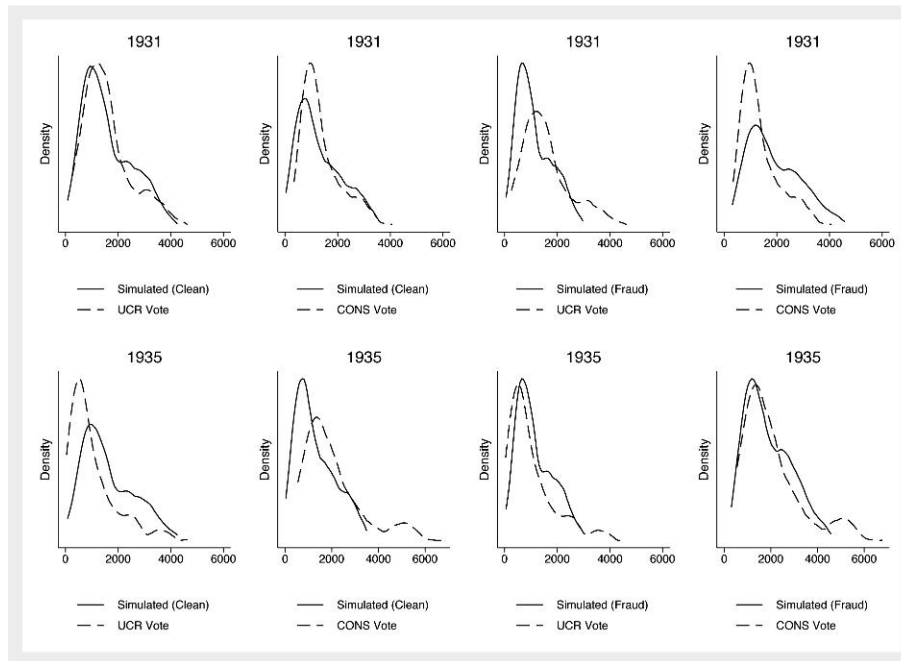 1931
Density
0 2000 4000 6000
Simulated (Clean)
UCR Vote
1931
Density
0 2000 4000 6000
Simulated (Clean)
CONS Vote
1931
Density
0 2000 4000 6000
Simulated (Fraud)
UCR Vote
1931
Density
0 2000 4000 6000
Simulated (Fraud)
CONS Vote
1935
Density
0 2000 4000 6000
Simulated (Clean)
UCR Vote
1935
Density
0 2000 4000 6000
Simulated (Clean)
CONS Vote
1935
Density
0 2000 4000 6000
Simulated (Fraud)
UCR Vote
1935
Density
0 2000 4000 6000
Simulated (Fraud)
CONS Vote